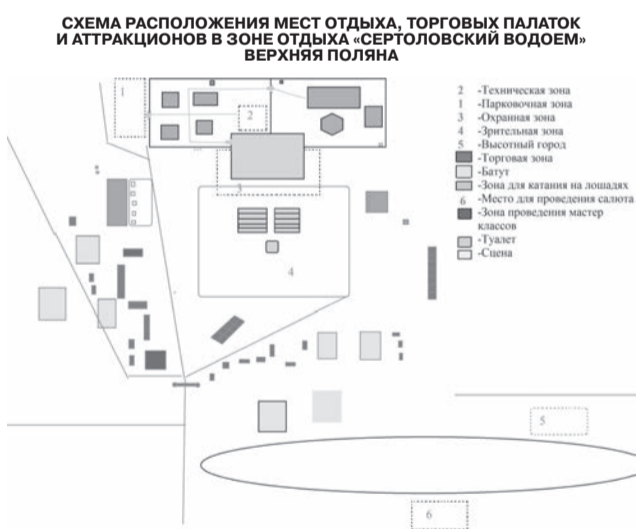 СХЕМА РАСПОЛОЖЕНИЯ МЕСТ ОТДЫХА, ТОРГОВЫХ ПАЛАТОК
И АТТРАКЦИОНОВ В ЗОНЕ ОТДЫХА «СЕРТОЛОВСКИЙ ВОДОЕМ»
ВЕРХНЯЯ ПОЛЯНА
2 -Техническая зона
1 -Парковочная зона
3 -Охранная зона
4 -Зрительная зона
5 -Высотный город
-Торговая зона
-Батут
-Зона для катания на лошадях
6 -Место для проведения салюта
-Зона проведения мастер
классов
-Туалет
-Сцена
1
2
3
4
5
6